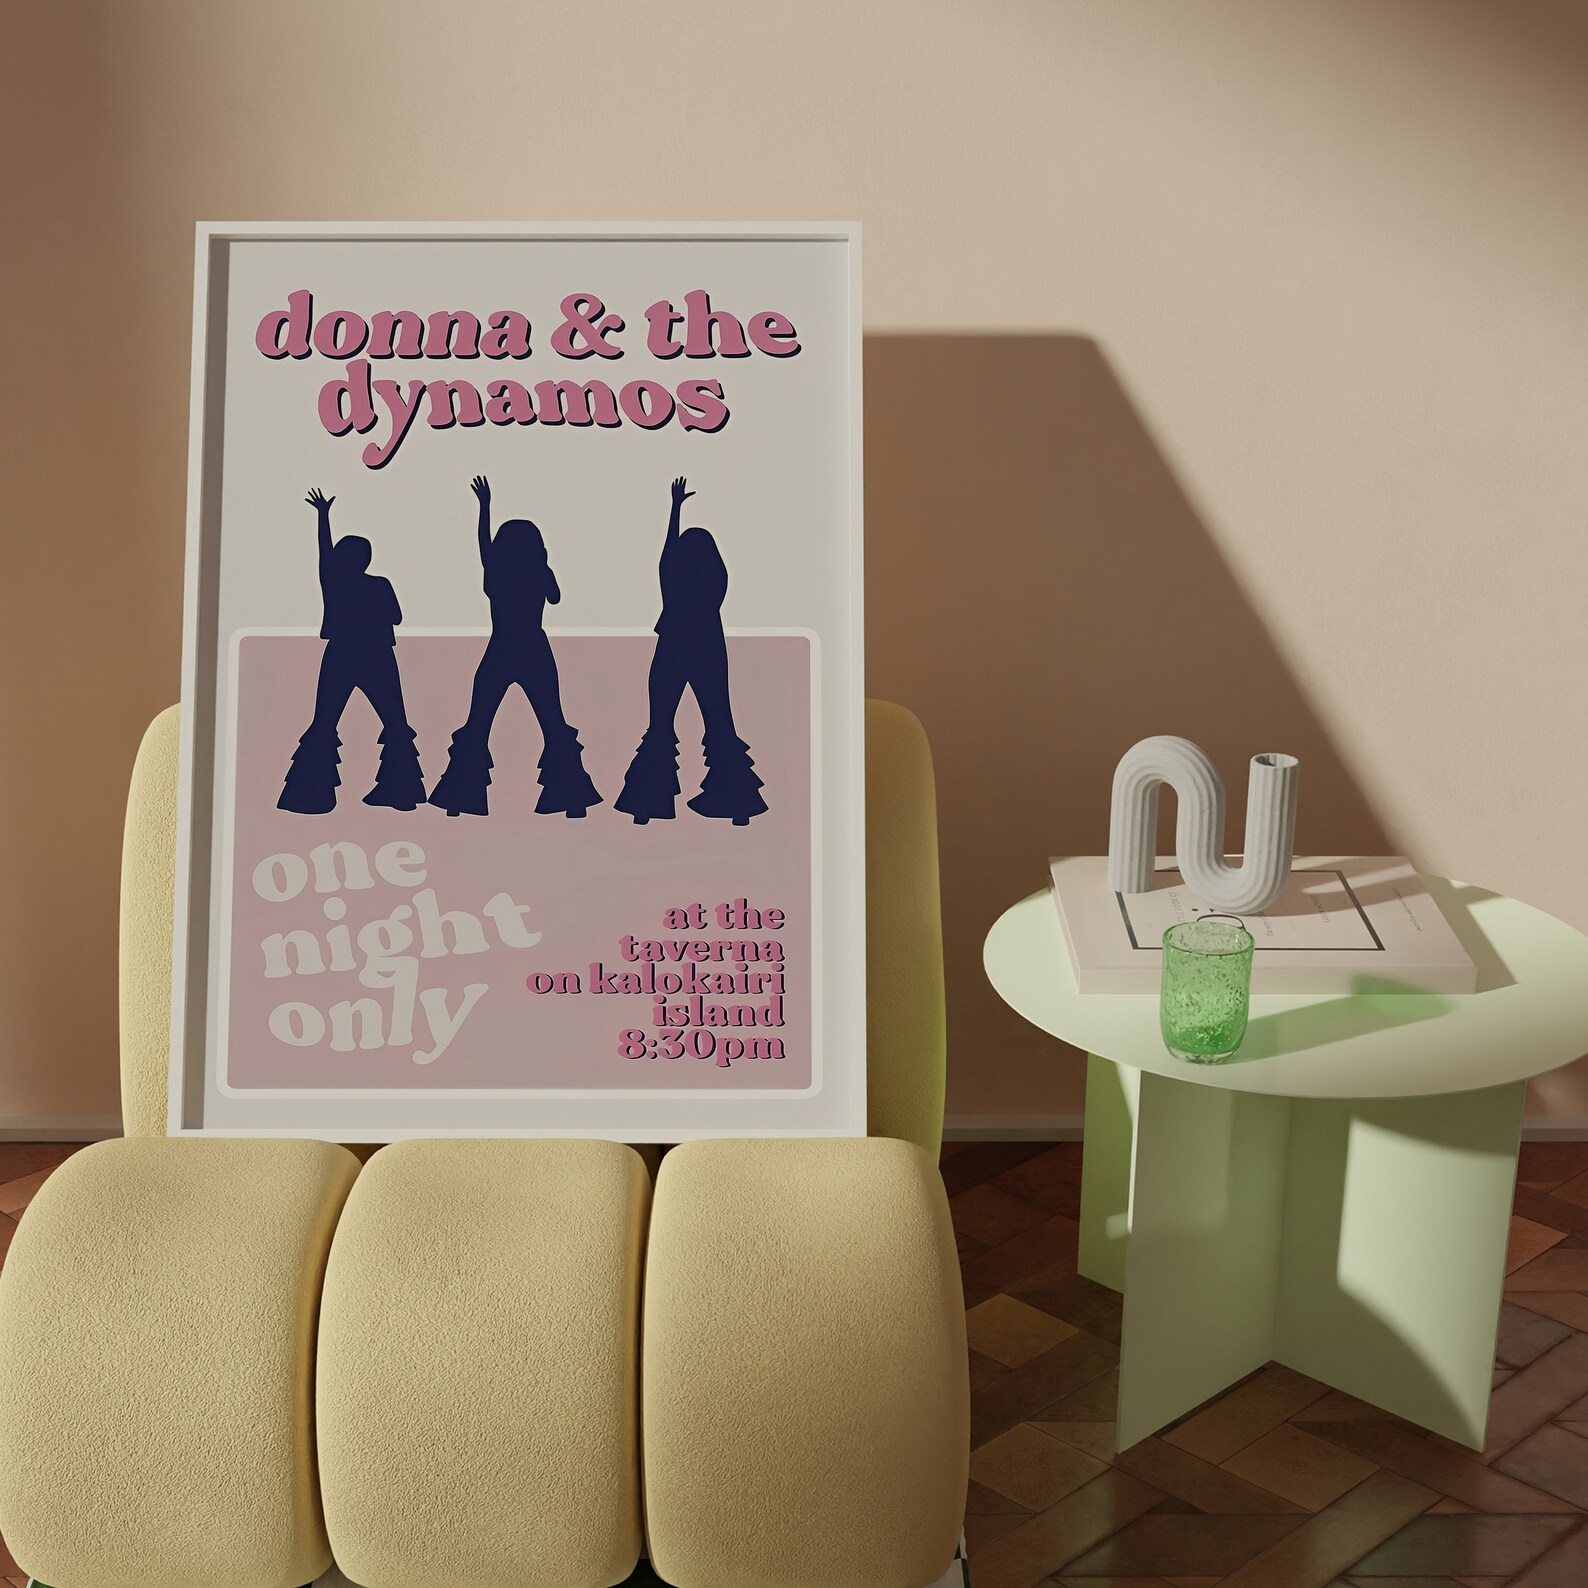 donna & the
dynamos
one
night
only
at the
taverna
on kalokairi
island
8:30pm